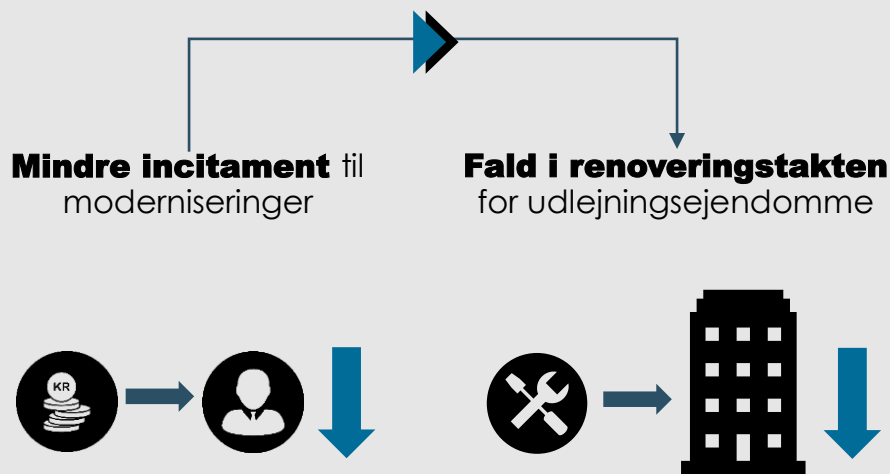 Mindre incitament til
moderniseringer
Fald i renoveringstakten
for udlejningsejendomme
KR